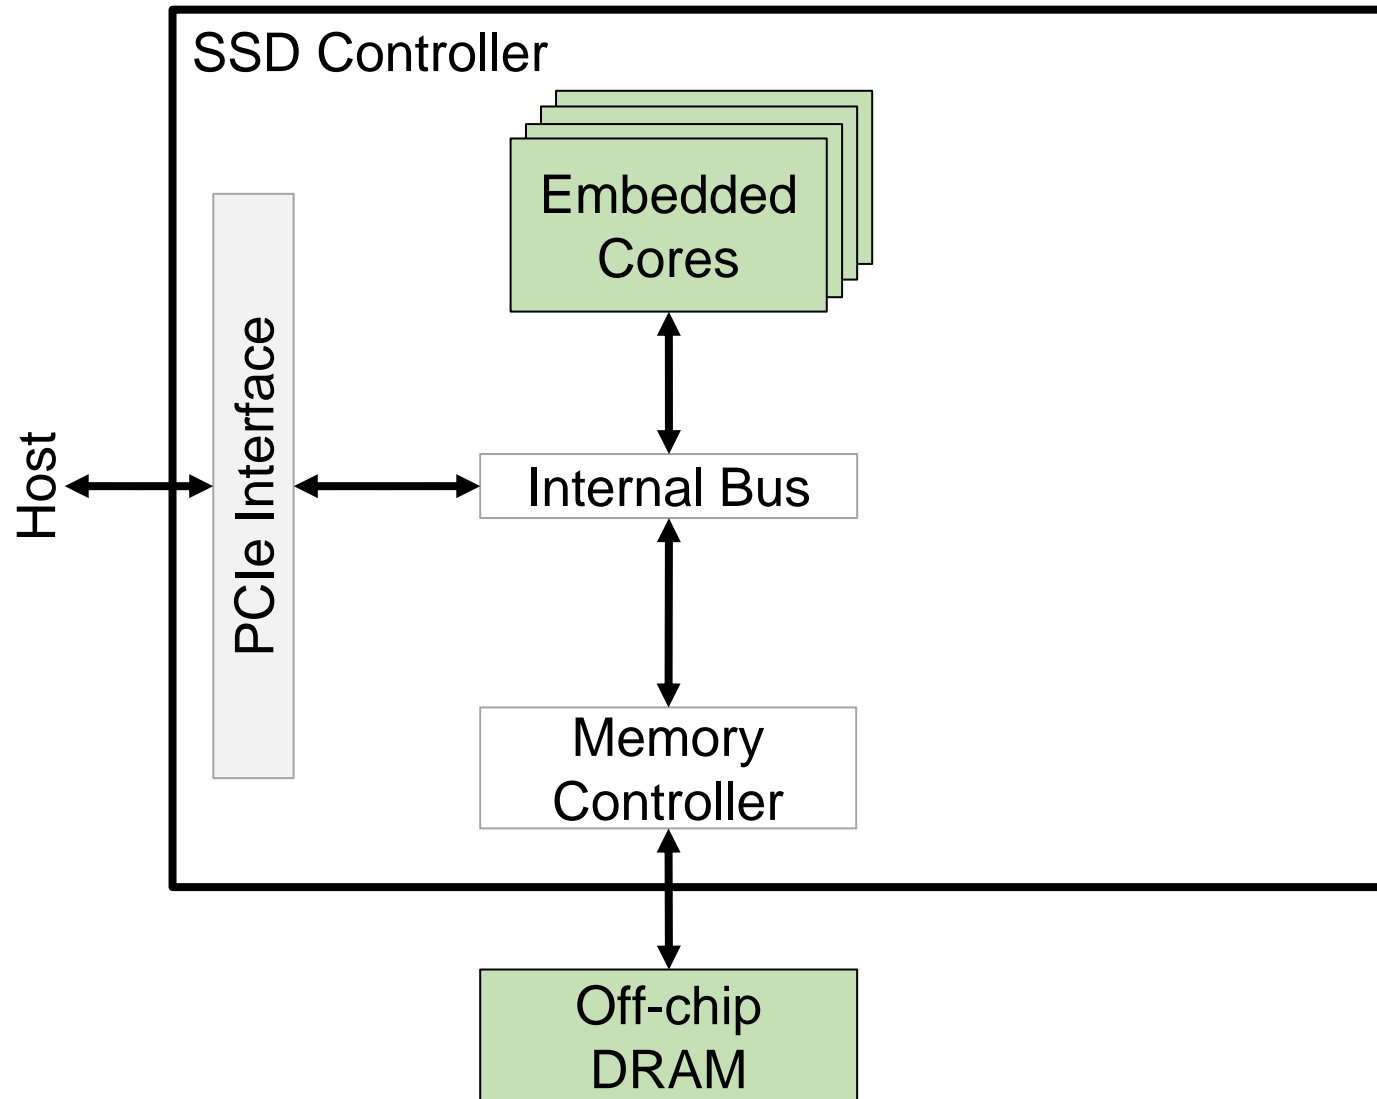 SSD Controller
Embedded
Cores
PCIe Interface
Host
Internal Bus
Memory
Controller
Off-chip
DRAM